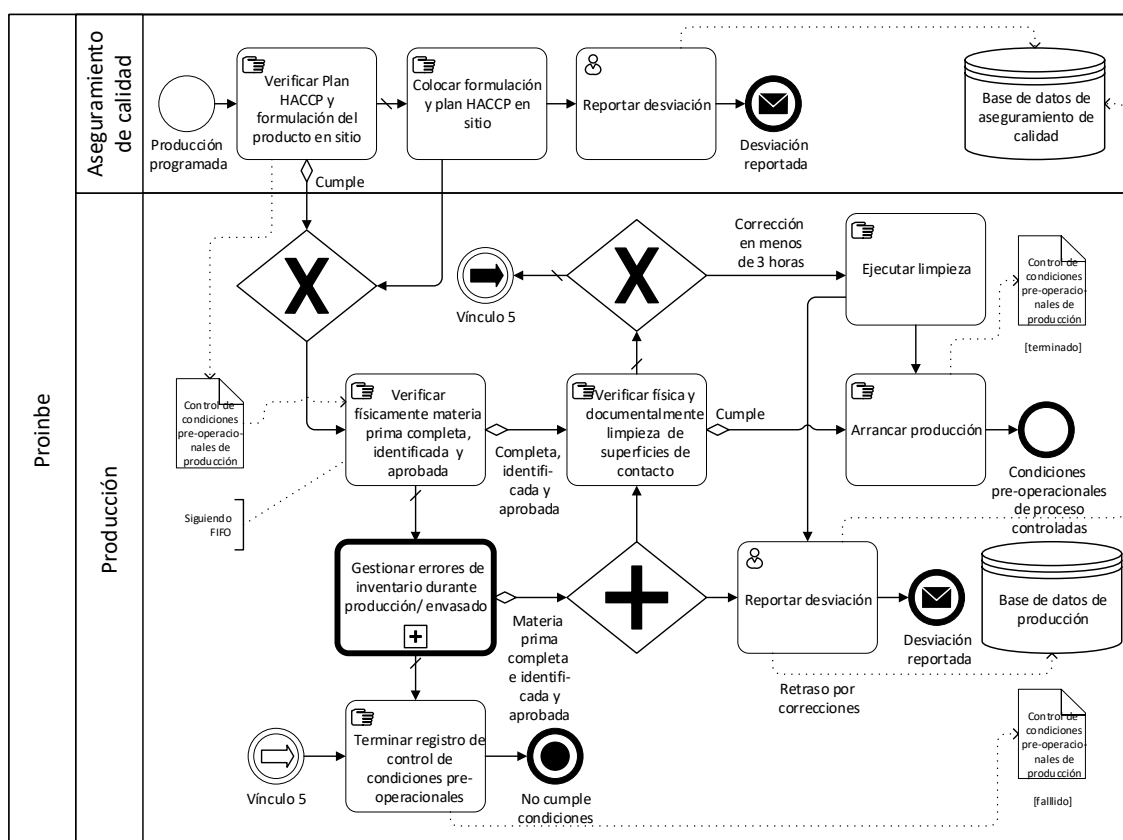 Proinbe
Aseguramiento
de calidad
Producción
programada
Verificar Plan
HACCP y
formulación del
producto en sitio
Colocar formulación
y plan HACCP en
sitio
Reportar desviación
Desviación
reportada
Base de datos de
aseguramiento de
calidad
Cumple
Producción
X
Vínculo 5
X
Corrección
en menos
de 3 horas
Ejecutar limpieza
Control de
condiciones
pre-operacio-
nales de
producción
[terminado]
Control de
condiciones
pre-operacio-
nales de
producción
Verificar
físicamente materia
prima completa,
identificada y
aprobada
Completa,
identifi-
cada y
aprobada
Verificar física y
documentalmente
limpieza de
superficies de
contacto
Cumple
Arrancar producción
Condiciones
pre-operacionales
de proceso
controladas
Siguiendo
FIFO
Gestionar errores de
inventario durante
producción/ envasado
Materia
prima
completa
e identifi-
cada y
aprobada
Reportar desviación
Desviación
reportada
Base de datos de
producción
Retraso por
correcciones
Vínculo 5
Terminar registro de
control de
condiciones pre-
operacionales
No cumple
condiciones
Control de
condiciones
pre-operacio-
nales de
producción
[falllido]